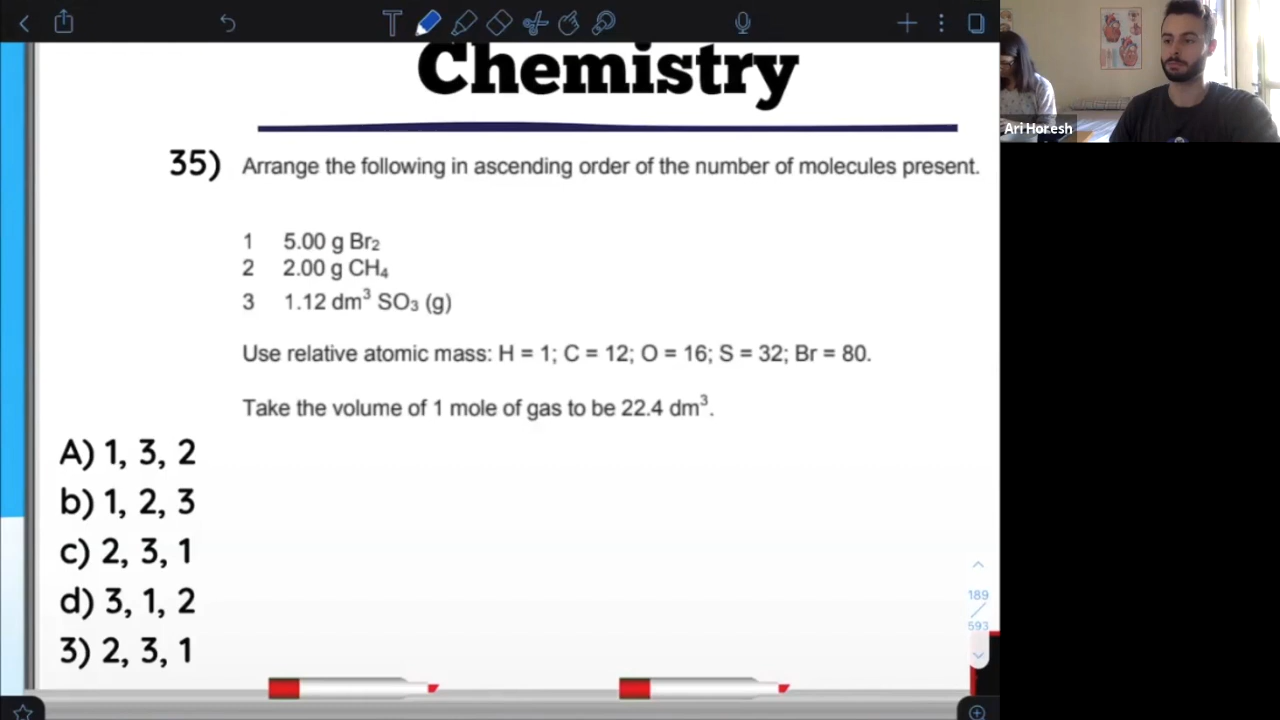 Chemistry
Ari Horesh
35) Arrange the following in ascending order of the number of molecules present.
1 5.00 g Br₂
2 2.00 g CH₄
3 1.12 dm³ SO₃ (g)
Use relative atomic mass: H = 1; C = 12; O = 16; S = 32; Br = 80.
Take the volume of 1 mole of gas to be 22.4 dm³.
A) 1, 3, 2
b) 1, 2, 3
c) 2, 3, 1
d) 3, 1, 2
3) 2, 3, 1
189
593